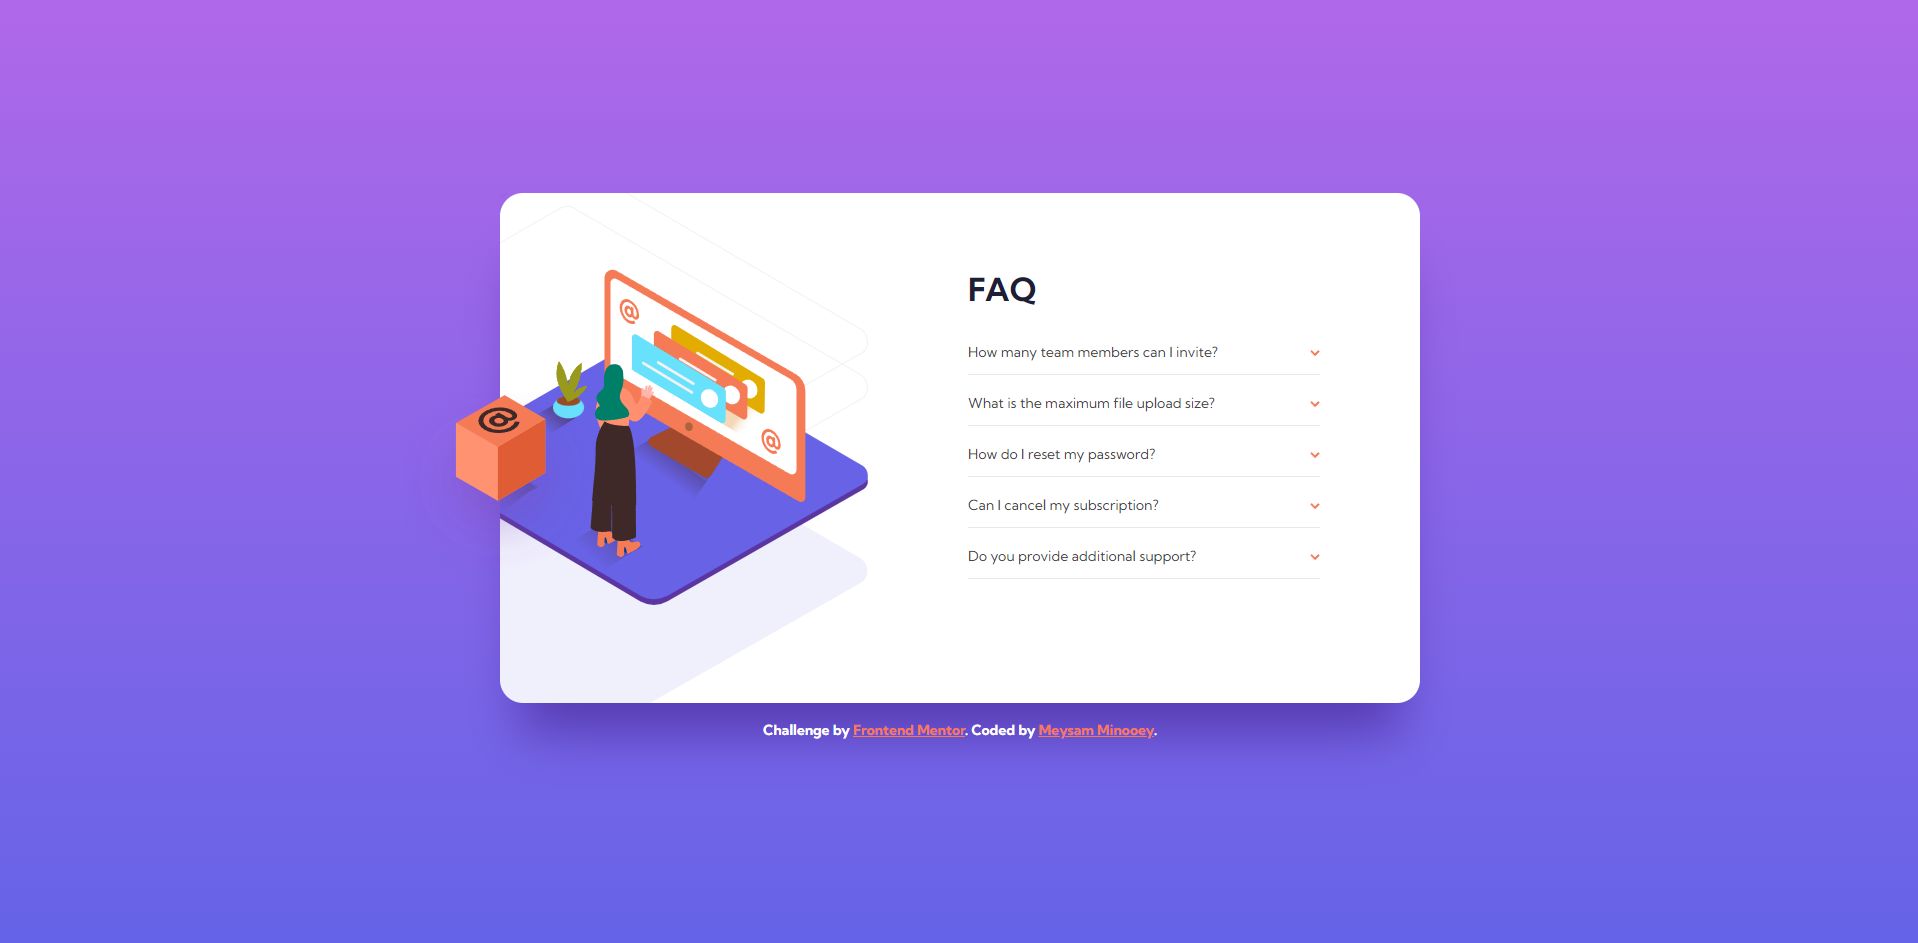 FAQ
How many team members can I invite?
What is the maximum file upload size?
How do I reset my password?
Can I cancel my subscription?
Do you provide additional support?
@
@
@
Challenge by Frontend Mentor. Coded by Meysam Minooey.